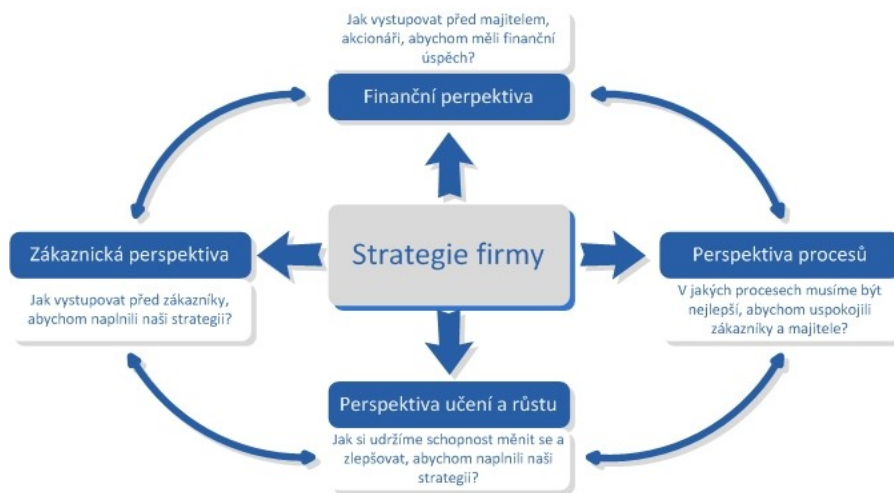 Jak vystupovat před majitelem,
akcionáři, abychom měli finanční
úspěch?
Finanční perpektiva
Zákaznická perspektiva
Jak vystupovat před zákazníky,
abychom naplnili naši strategii?
Strategie firmy
Perspektiva procesů
V jakých procesech musíme být
nejlepší, abychom uspokojili
zákazníky a majitele?
Perspektiva učení a růstu
Jak si udržíme schopnost měnit se a
zlepšovat, abychom naplnili naši
strategii?